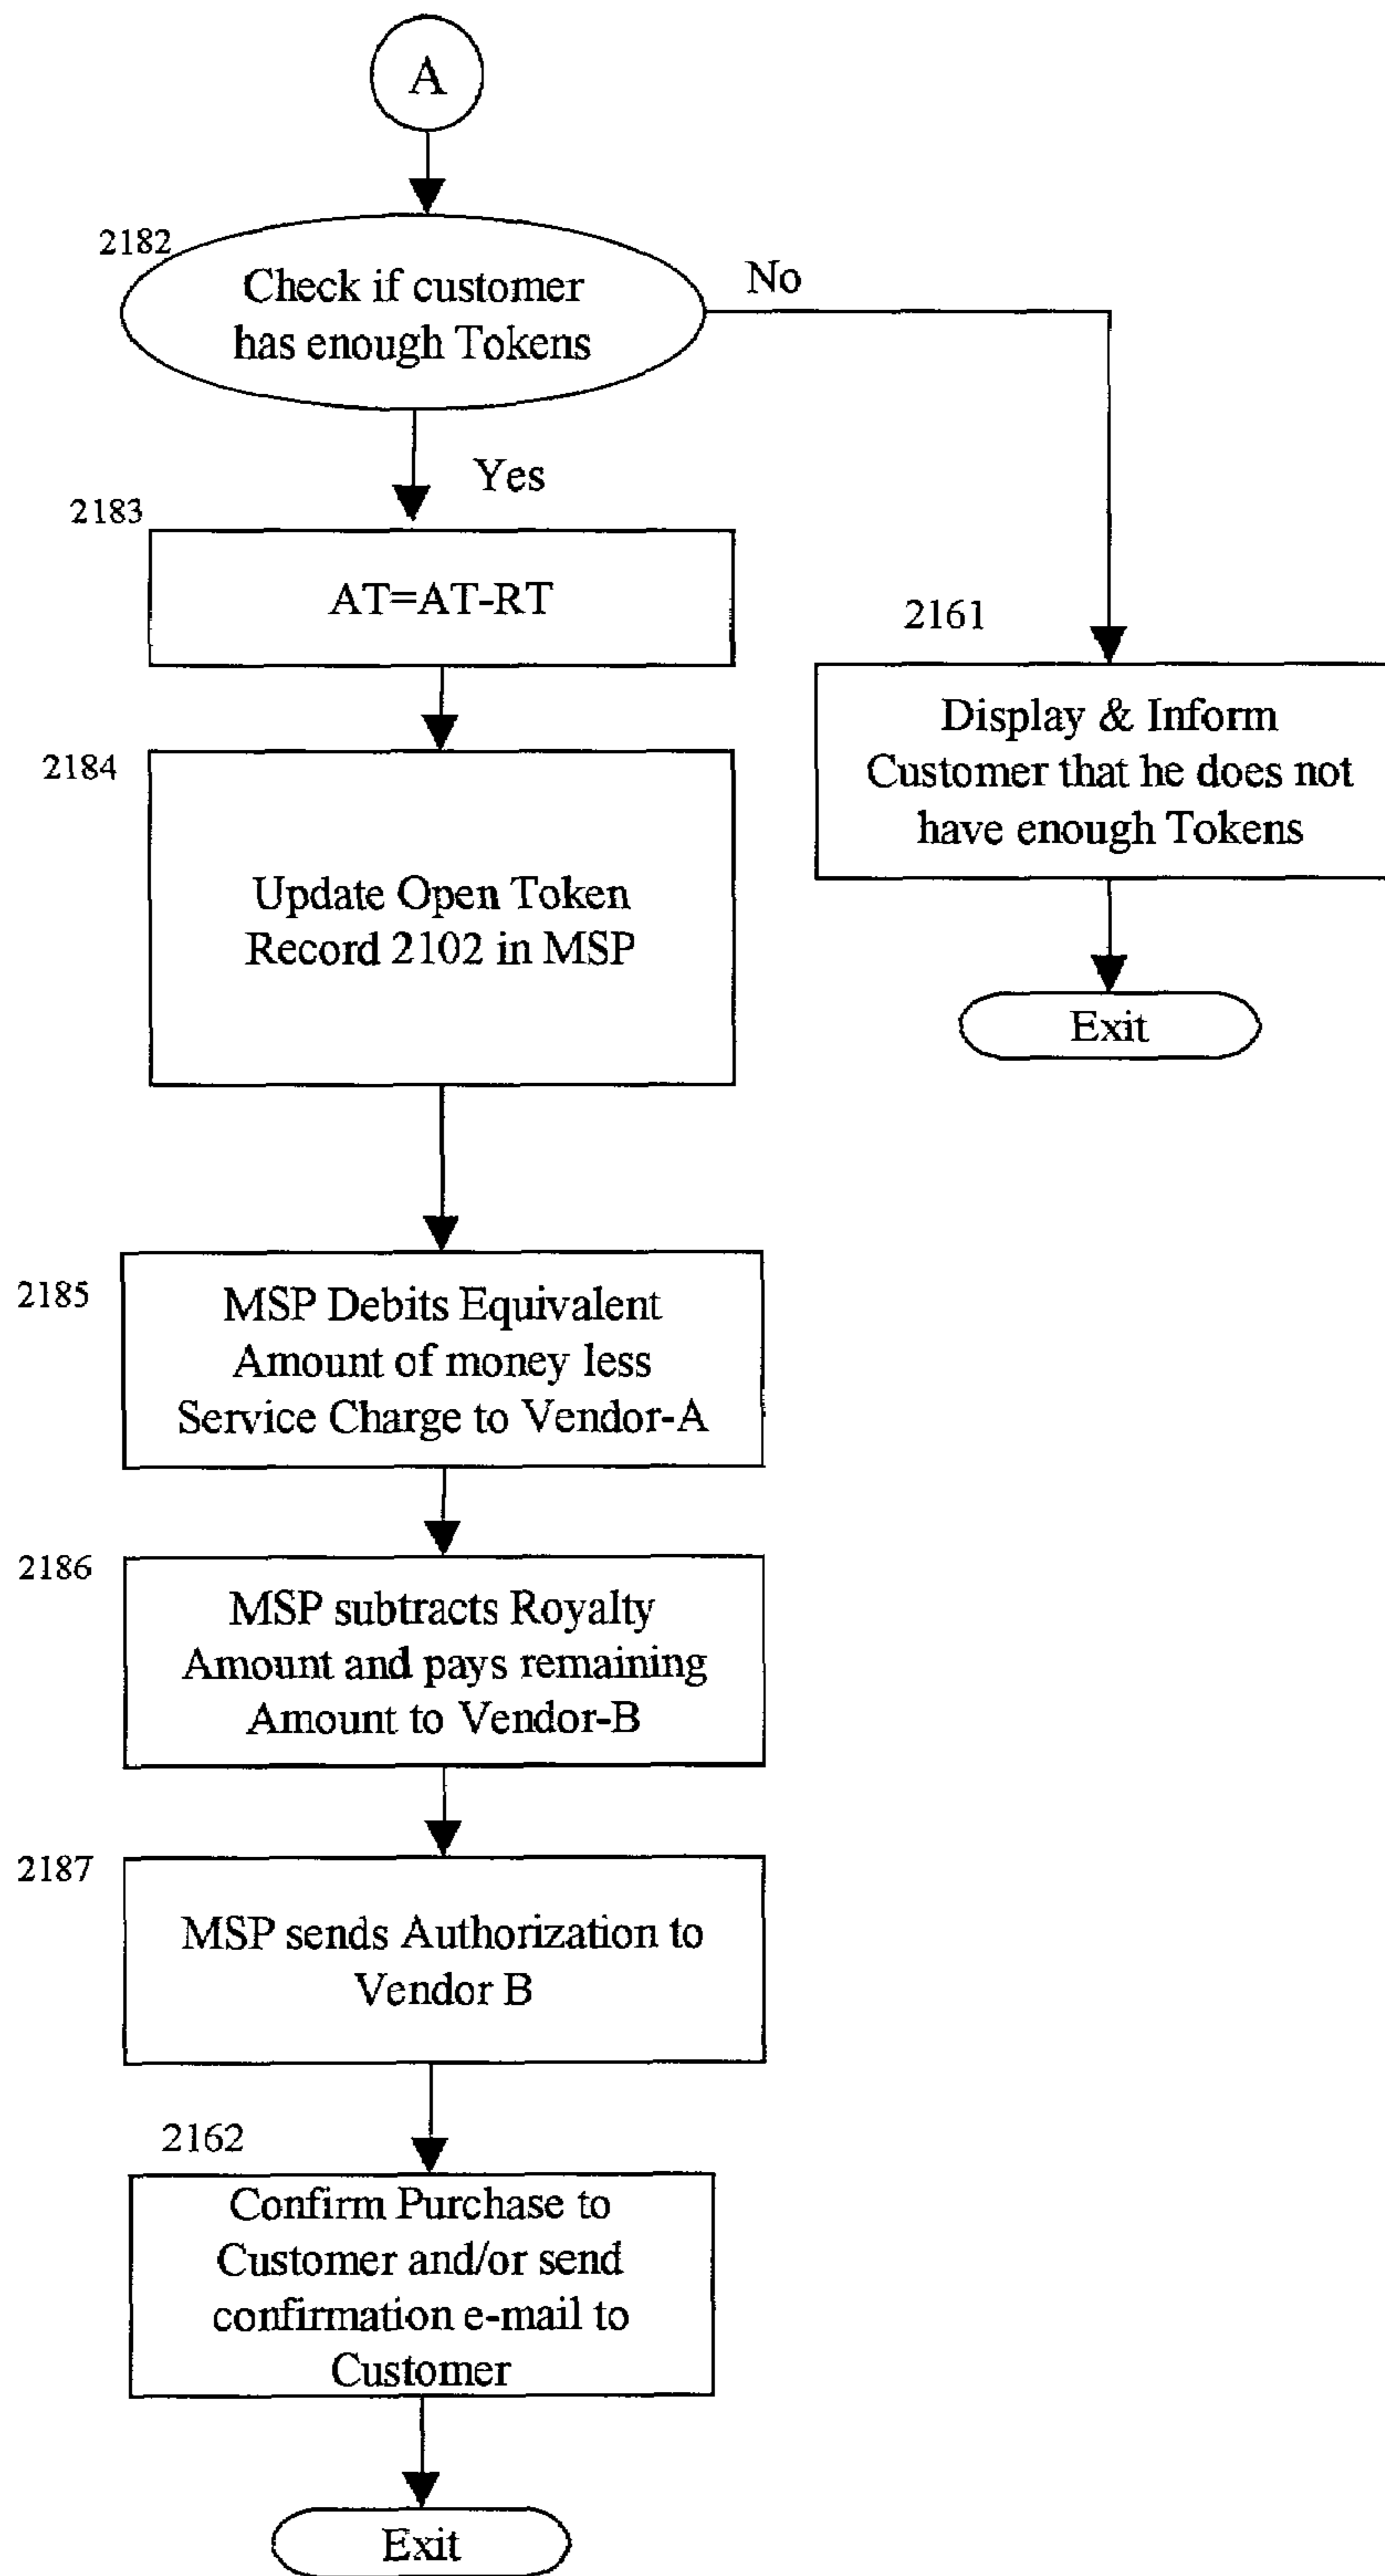 A
2182
Check if customer
has enough Tokens
No
Yes
2183
AT=AT-RT
2161
Display & Inform
Customer that he does not
have enough Tokens
Exit
2184
Update Open Token
Record 2102 in MSP
2185
MSP Debits Equivalent
Amount of money less
Service Charge to Vendor-A
2186
MSP subtracts Royalty
Amount and pays remaining
Amount to Vendor-B
2187
MSP sends Authorization to
Vendor B
2162
Confirm Purchase to
Customer and/or send
confirmation e-mail to
Customer
Exit